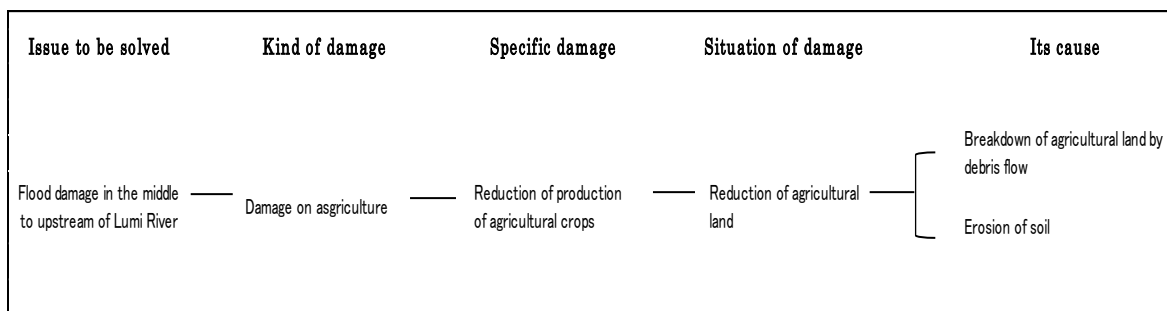 Issue to be solved
Kind of damage
Specific damage
Situation of damage
Its cause
Flood damage in the middle
to upstream of Lumi River
Damage on asgriculture
Reduction of production
of agricultural crops
Reduction of agricultural
land
Breakdown of agricultural land by
debris flow
Erosion of soil